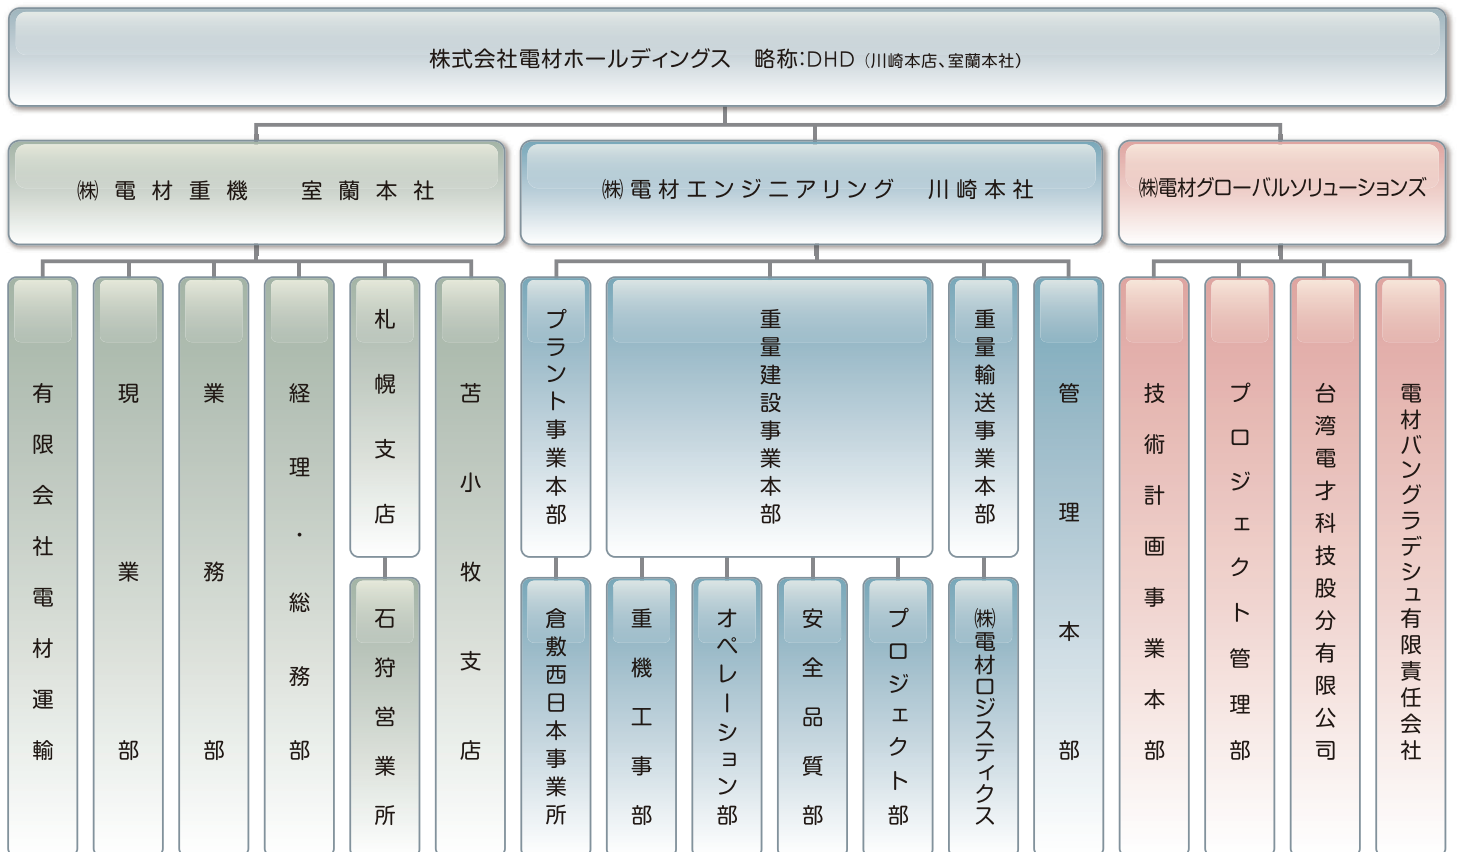 株式会社電材ホールディングス　略称:DHD（川崎本店、室蘭本社）
㈱ 電材重機　室蘭本社
㈱電材エンジニアリング　川崎本社
㈱電材グローバルソリューションズ
有限会社電材運輸
現業部
業務部
経理・総務部
札幌支店
石狩営業所
苫小牧支店
プラント事業本部
倉敷西日本事業所
重量建設事業本部
重機工事部
オペレーション部
安全品質部
プロジェクト部
重量輸送事業本部
㈱電材ロジスティクス
管理本部
技術計画事業本部
プロジェクト管理部
台湾電才科技股分有限公司
電材バングラデシュ有限責任会社